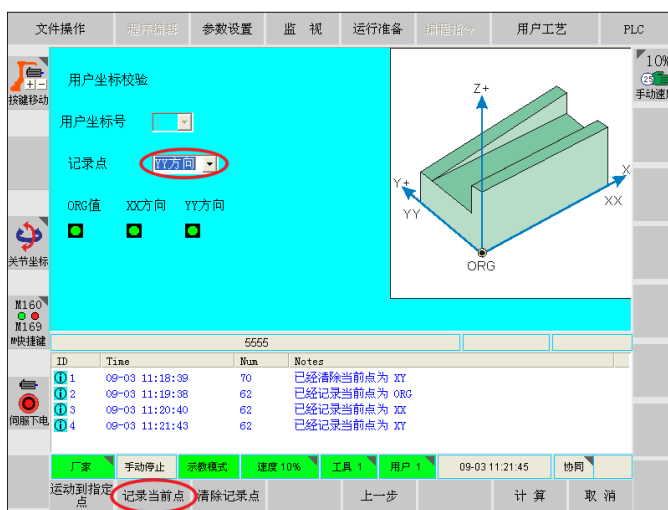 文件操作 程序编辑 参数设置 监 视 运行准备 编程指令 用户工艺 PLC
10%
按键移动
手动速
用户坐标校验
用户坐标号
记录点 YY方向
ORG值 XX方向 YY方向
Z+
Y+
YY
X
XX
ORG
关节坐标
M160
M169
M快捷键
伺服下电
5555
ID Time Num Notes
1 09-03 11:18:39 70 已经清除当前点为 XY
2 09-03 11:19:38 62 已经记录当前点为 ORG
3 09-03 11:20:40 62 已经记录当前点为 XX
4 09-03 11:21:43 62 已经记录当前点为 XY
厂家 手动停止 示教模式 速度 10% 工具 1 用户 1 09-03 11:21:45 协同
运动到指定点 记录当前点 清除记录点 上一步 计 算 取 消